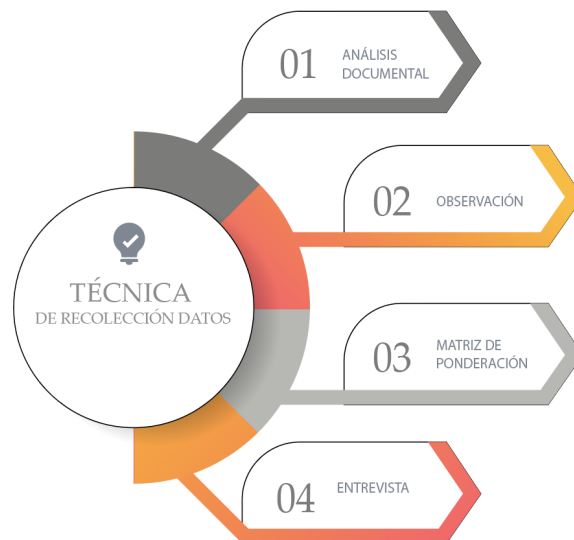 01
ANÁLISIS
DOCUMENTAL
02
OBSERVACIÓN
TÉCNICA
DE RECOLECCIÓN DATOS
03
MATRIZ DE
PONDERACIÓN
04
ENTREVISTA